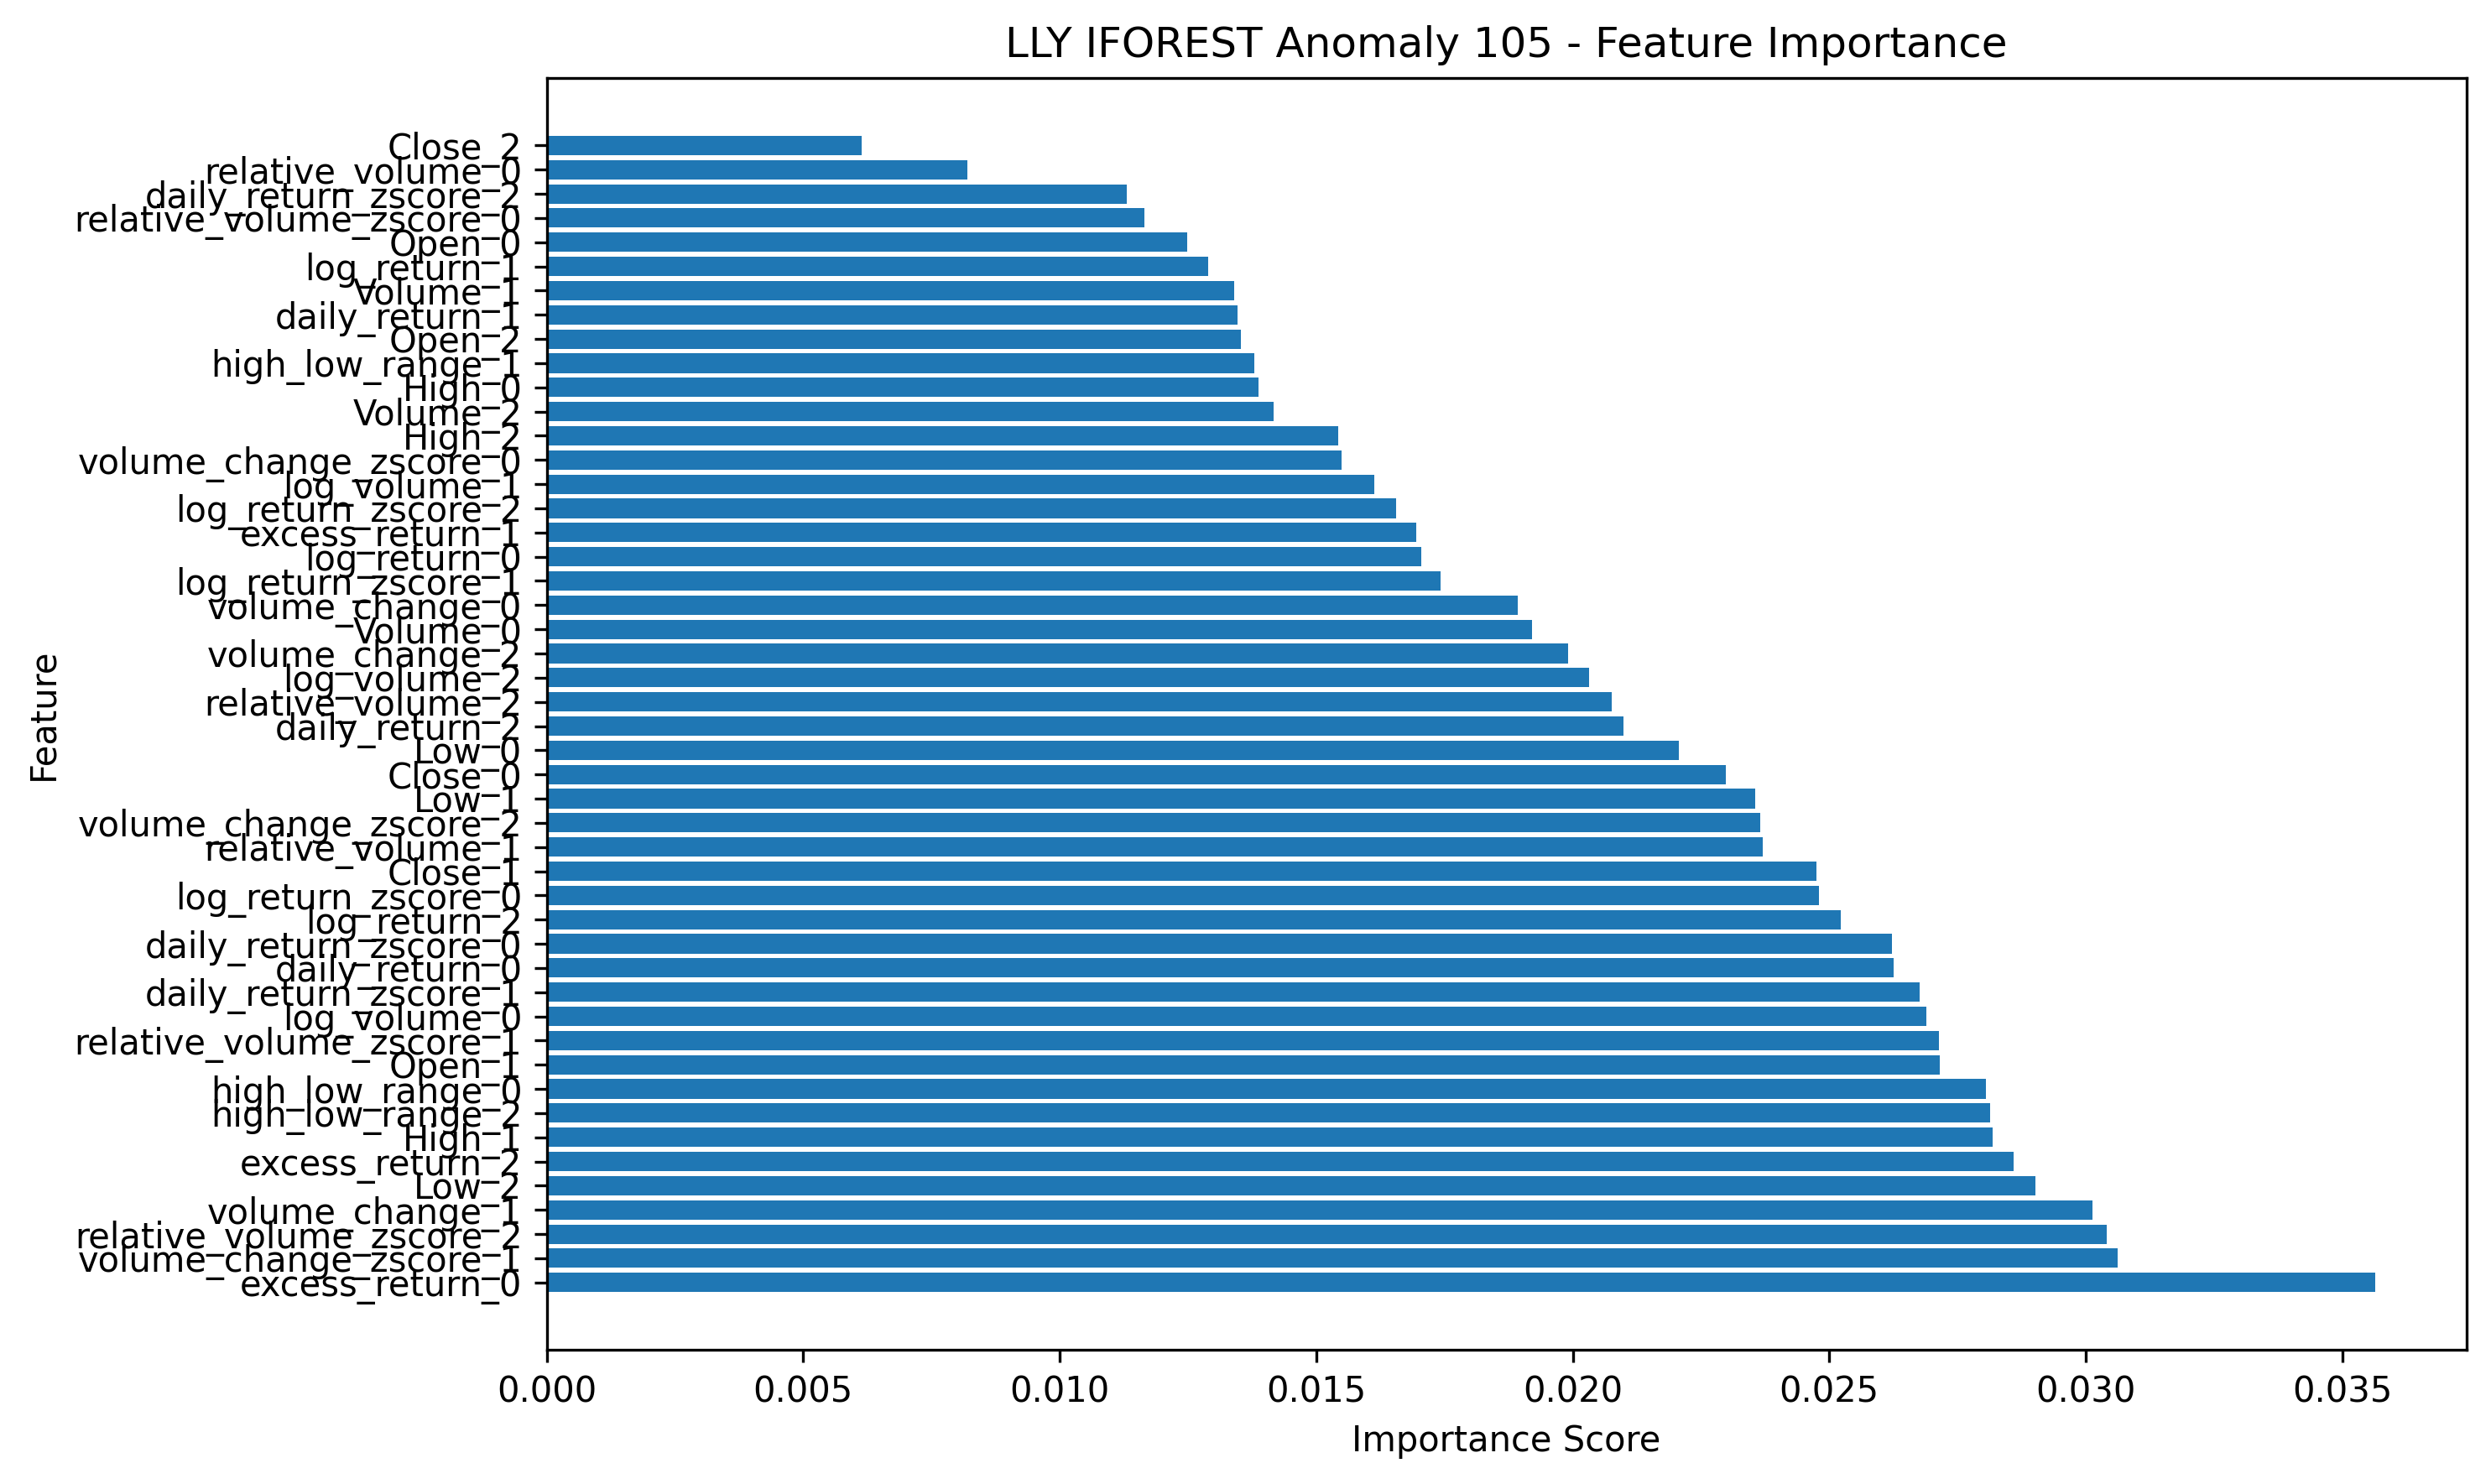 LLY IFOREST Anomaly 105 - Feature Importance
Close_2
relative_volume_0
daily_return_zscore_2
relative_volume_zscore_0
Open_0
log_return_1
Volume_1
daily_return_1
Open_2
high_low_range_1
High_0
Volume_2
High_2
volume_change_zscore_0
log_volume_1
log_return_zscore_2
excess_return_1
log_return_0
log_return_zscore_1
volume_change_0
Volume_0
volume_change_2
log_volume_2
relative_volume_2
daily_return_2
Low_0
Close_0
Low_1
volume_change_zscore_2
relative_volume_1
Close_1
log_return_zscore_0
log_return_2
daily_return_zscore_0
daily_return_0
daily_return_zscore_1
log_volume_0
relative_volume_zscore_1
Open_1
high_low_range_0
high_low_range_2
High_1
excess_return_2
Low_2
volume_change_1
relative_volume_zscore_2
volume_change_zscore_1
excess_return_0
Feature
0.000 0.005 0.010 0.015 0.020 0.025 0.030 0.035
Importance Score